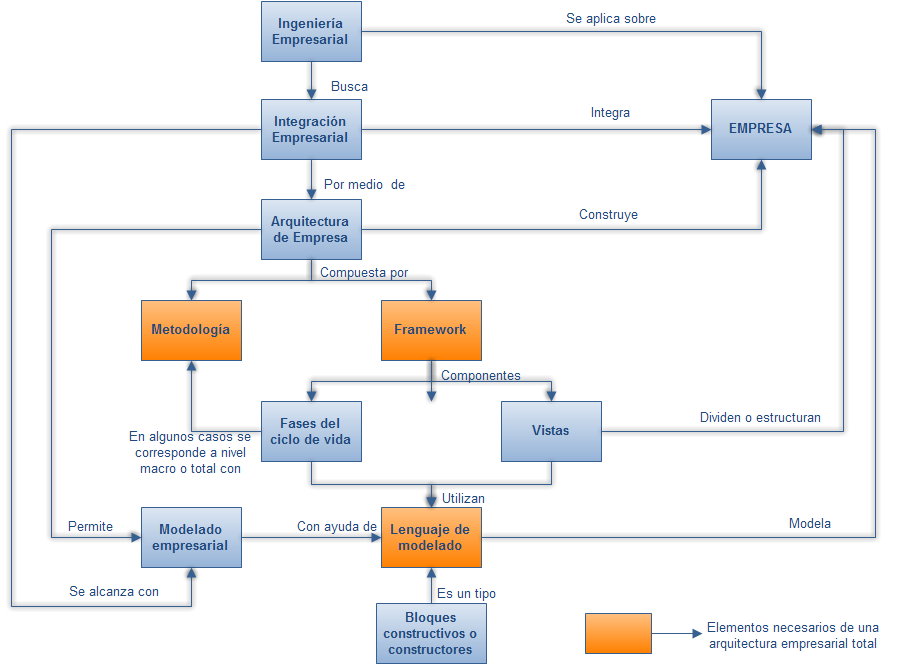 Ingeniería
Empresarial
Se aplica sobre
Busca
Integración
Empresarial
Integra
EMPRESA
Por medio de
Arquitectura
de Empresa
Construye
Compuesta por
Metodología
Framework
Componentes
Fases del
ciclo de vida
Vistas
Dividen o estructuran
En algunos casos se
corresponde a nivel
macro o total con
Utilizan
Permite
Modelado
empresarial
Con ayuda de
Lenguaje de
modelado
Modela
Se alcanza con
Es un tipo
Bloques
constructivos o
constructores
Elementos necesarios de una
arquitectura empresarial total